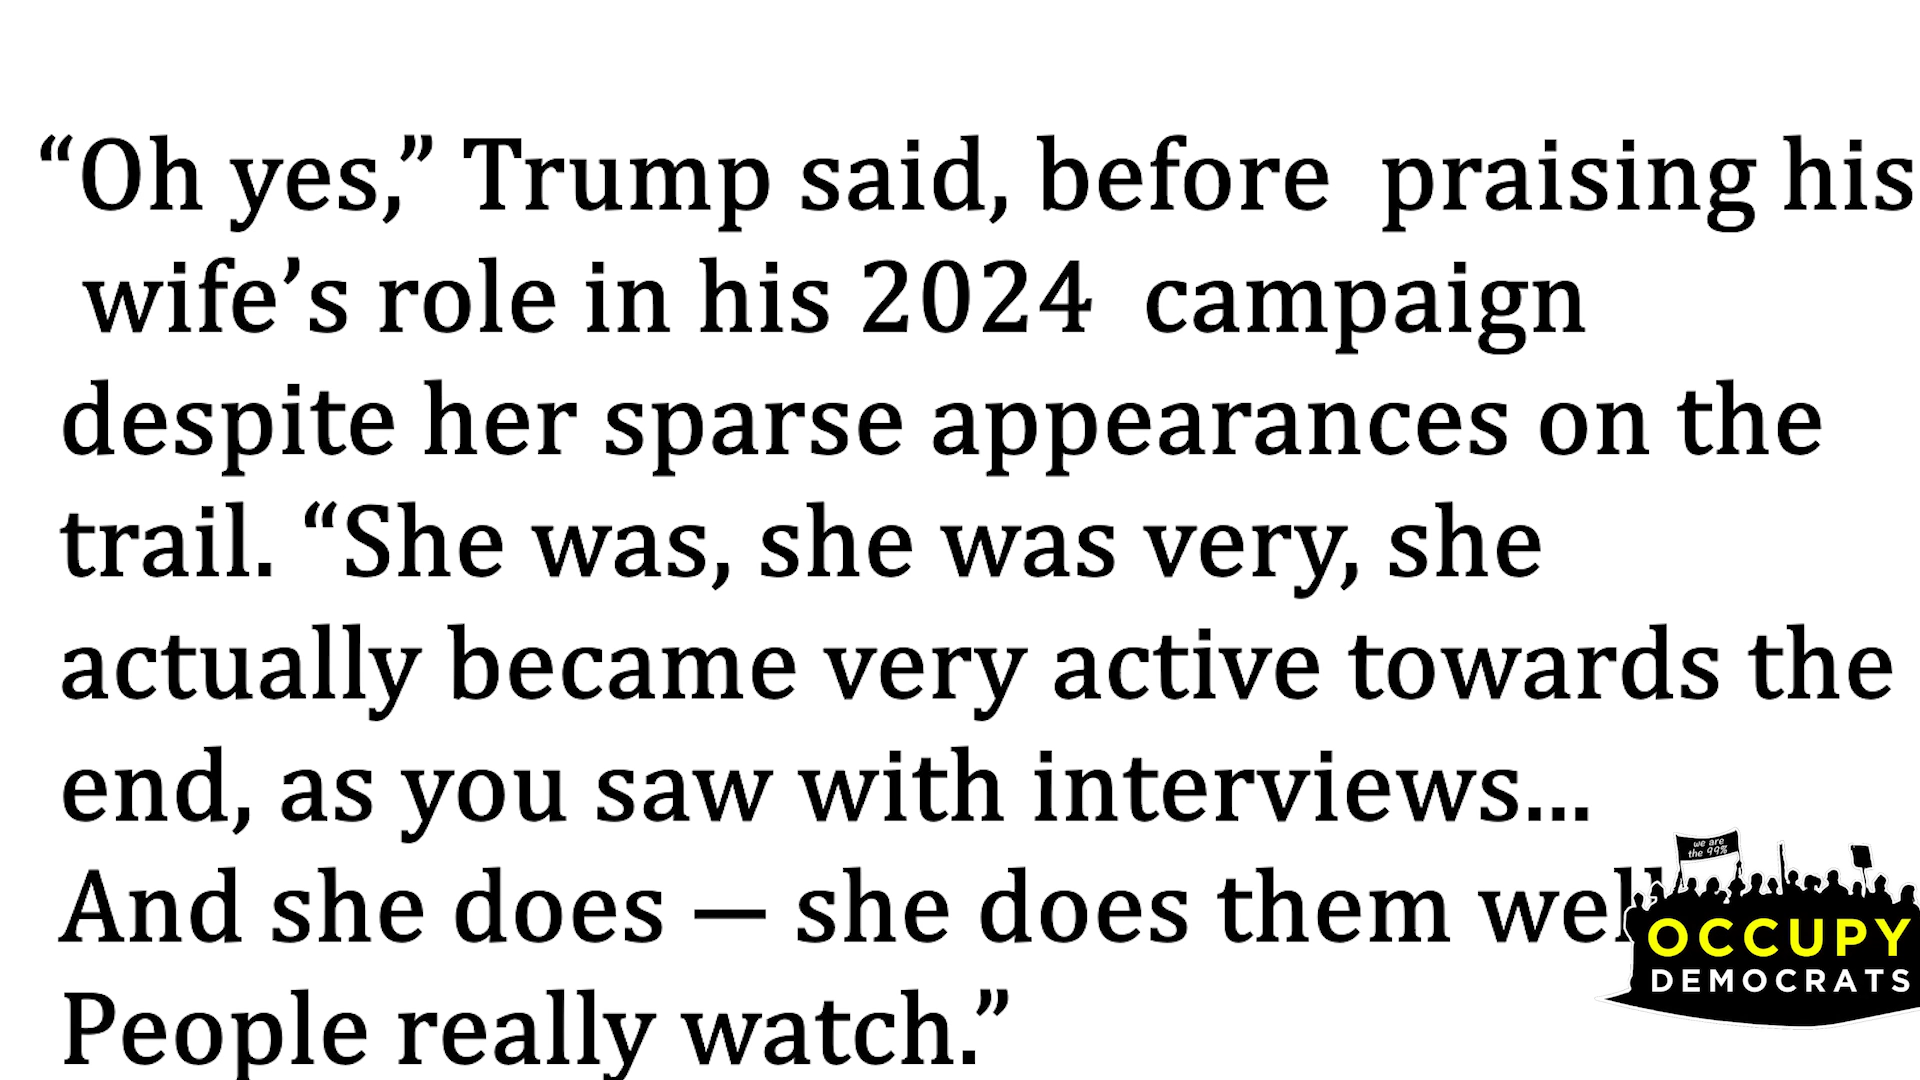 “Oh yes,” Trump said, before praising his
wife’s role in his 2024 campaign
despite her sparse appearances on the
trail. “She was, she was very, she
actually became very active towards the
end, as you saw with interviews...
And she does — she does them well
People really watch.”
we are
the 99%
OCCUPY
DEMOCRATS